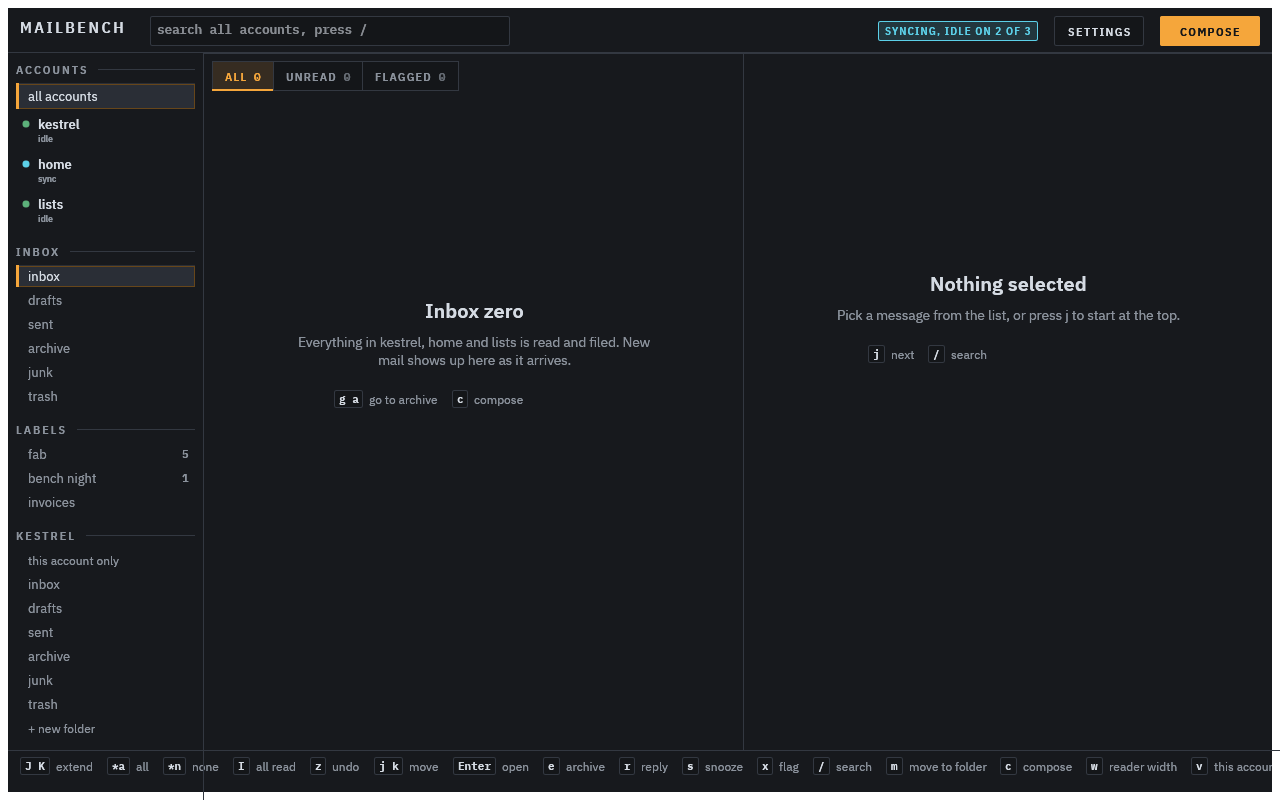 MAILBENCH
search all accounts, press /
SYNCING, IDLE ON 2 OF 3
SETTINGS
COMPOSE
ACCOUNTS
all accounts
kestrel
idle
home
sync
lists
idle
INBOX
inbox
drafts
sent
archive
junk
trash
LABELS
fab 5
bench night 1
invoices
KESTREL
this account only
inbox
drafts
sent
archive
junk
trash
+ new folder
ALL 0 UNREAD 0 FLAGGED 0
Inbox zero
Everything in kestrel, home and lists is read and filed. New
mail shows up here as it arrives.
g a go to archive c compose
Nothing selected
Pick a message from the list, or press j to start at the top.
j next / search
J K extend *a all *n none I all read z undo j k move Enter open e archive r reply s snooze x flag / search m move to folder c compose w reader width v this accour